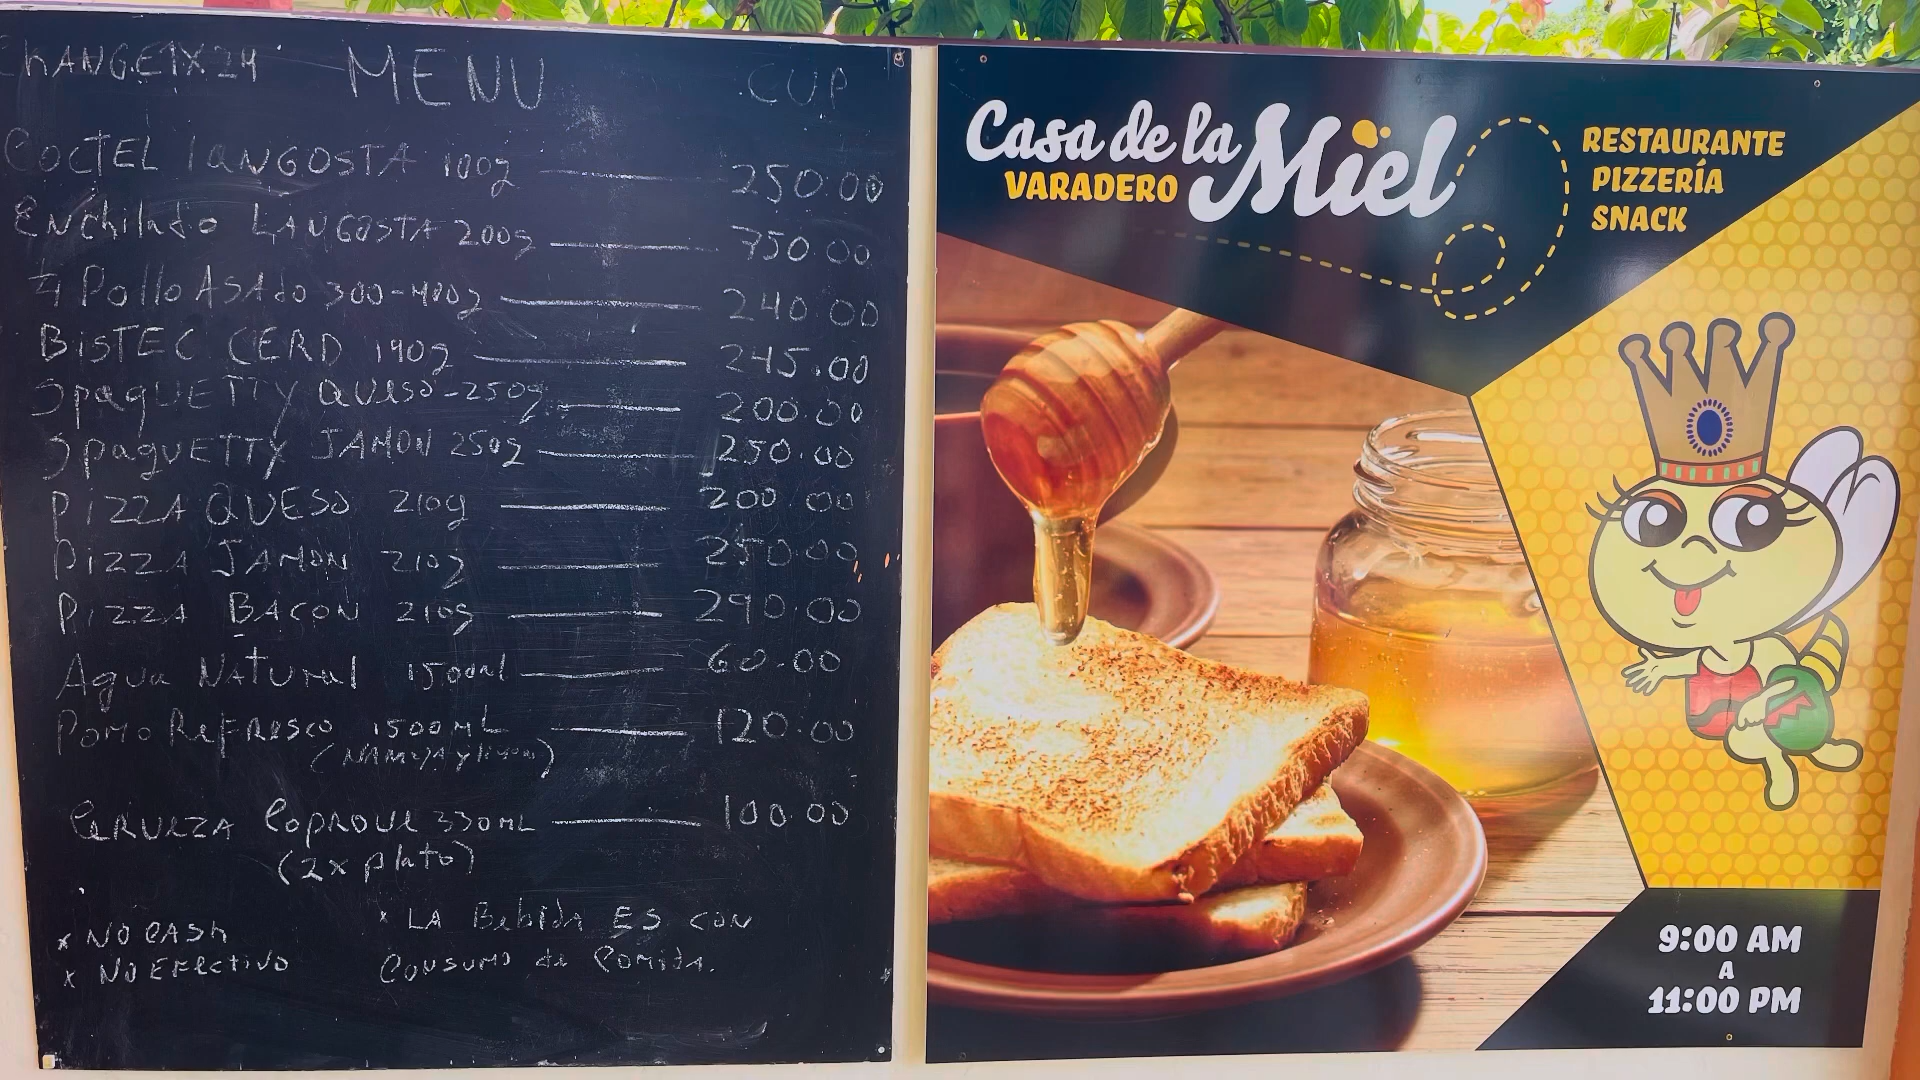 ChANGE 1X24 MENU CUP
COCTEL lANGOSTA 100g 250.00
ENchilado LANGOSTA 200g 750.00
Pollo ASAdo 300-400g 240.00
BISTEC CERD 190g 245.00
SpagUETTY QUESO-250g 200.00
SpaguETTY JAMON 250g 250.00
PIZZA QUESO 210g 200.00
PIZZA JAMON 210g 250.00
PIZZA BACON 210g 290.00
Agua NATural 1500ml 60.00
POMO REFRESCO 1500ML 120.00
(NARANJA y limon)
CERVEZA 330ML 100.00
(2x plato)
x NO CASH
x NO EFECTIVO
x LA Bebida ES CON
CONSUMO de COMIDA.
Casa de la Miel
VARADERO
RESTAURANTE
PIZZERÍA
SNACK
9:00 AM
A
11:00 PM